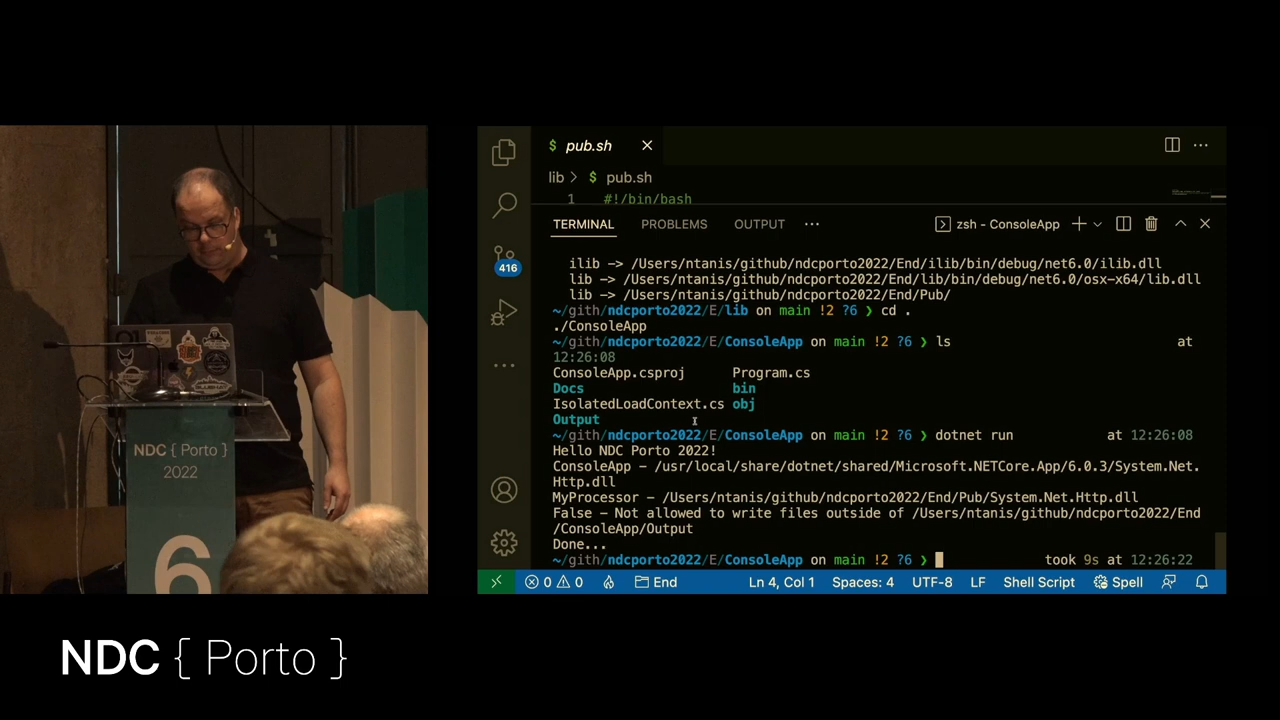 NDC { Porto }
2022
6
$ pub.sh
lib > $ pub.sh
1 #!/bin/bash
TERMINAL PROBLEMS OUTPUT ... zsh - ConsoleApp
416
ilib -> /Users/ntanis/github/ndcporto2022/End/ilib/bin/debug/net6.0/ilib.dll
lib -> /Users/ntanis/github/ndcporto2022/End/lib/bin/debug/net6.0/osx-x64/lib.dll
lib -> /Users/ntanis/github/ndcporto2022/End/Pub/
~/gith/ndcporto2022/E/lib on main !2 ?6 ❯ cd .
./ConsoleApp
~/gith/ndcporto2022/E/ConsoleApp on main !2 ?6 ❯ ls at
12:26:08
ConsoleApp.csproj Program.cs
Docs bin
IsolatedLoadContext.cs obj
Output
~/gith/ndcporto2022/E/ConsoleApp on main !2 ?6 ❯ dotnet run at 12:26:08
Hello NDC Porto 2022!
ConsoleApp - /usr/local/share/dotnet/shared/Microsoft.NETCore.App/6.0.3/System.Net.
Http.dll
MyProcessor - /Users/ntanis/github/ndcporto2022/End/Pub/System.Net.Http.dll
False - Not allowed to write files outside of /Users/ntanis/github/ndcporto2022/End
/ConsoleApp/Output
Done...
~/gith/ndcporto2022/E/ConsoleApp on main !2 ?6 ❯ took 9s at 12:26:22
0 0 End Ln 4, Col 1 Spaces: 4 UTF-8 LF Shell Script Spell
NDC { Porto }